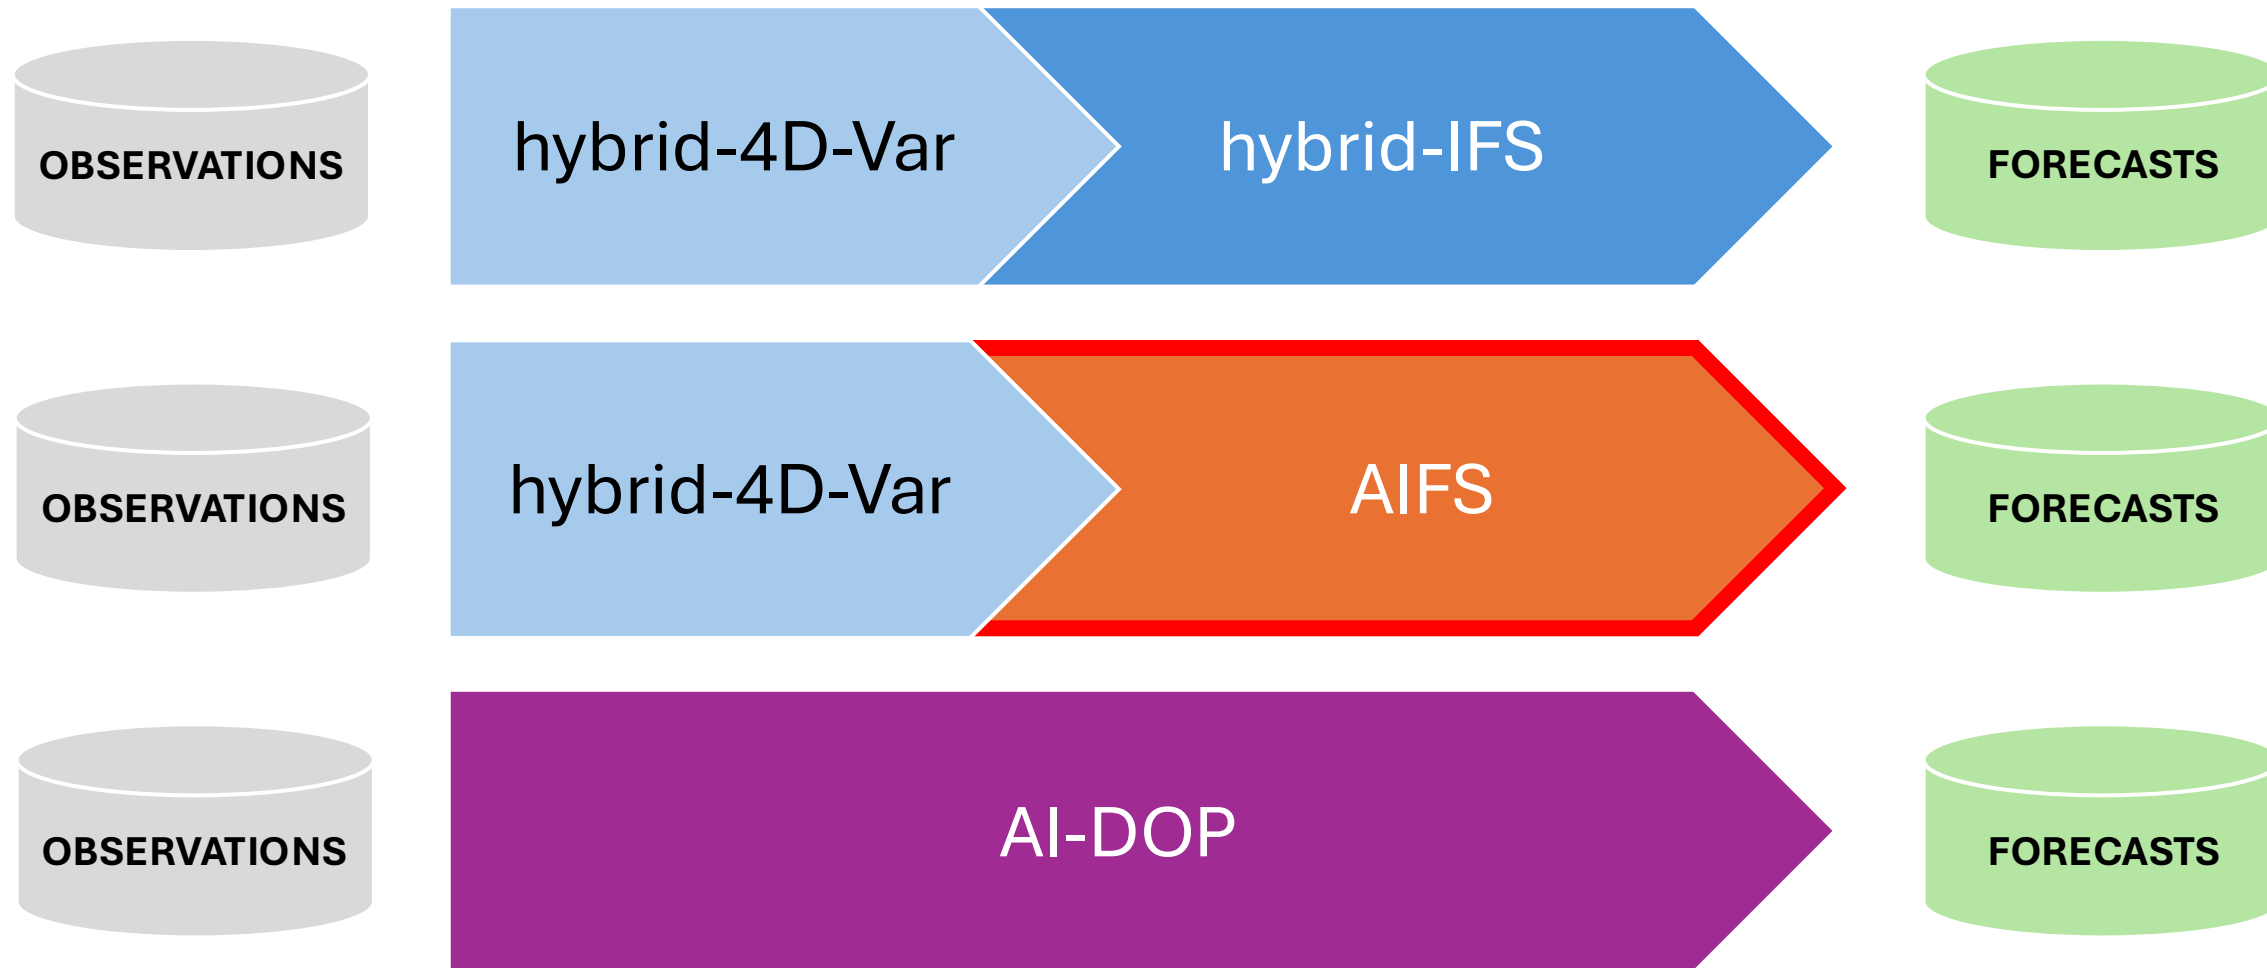 OBSERVATIONS
hybrid-4D-Var
hybrid-IFS
FORECASTS
OBSERVATIONS
hybrid-4D-Var
AIFS
FORECASTS
OBSERVATIONS
AI-DOP
FORECASTS